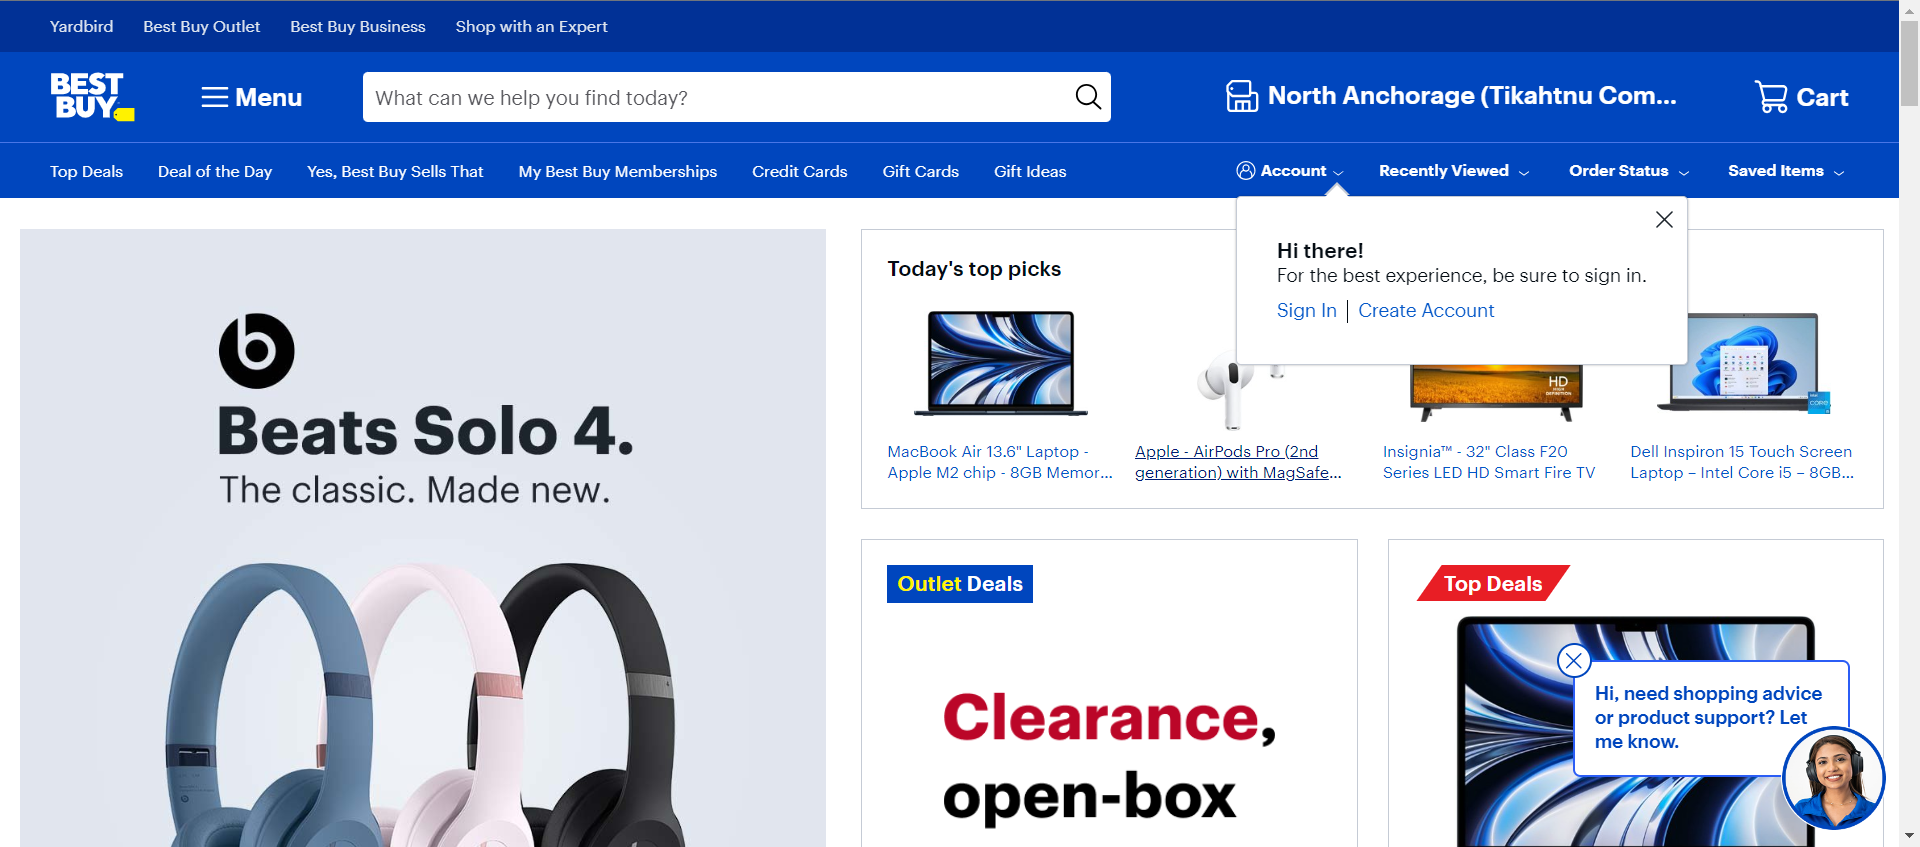 Yardbird
Best Buy Outlet
Best Buy Business
Shop with an Expert
BEST
BUY
Menu
What can we help you find today?
North Anchorage (Tikahtnu Com...
Cart
Top Deals
Deal of the Day
Yes, Best Buy Sells That
My Best Buy Memberships
Credit Cards
Gift Cards
Gift Ideas
Account
Recently Viewed
Order Status
Saved Items
Hi there!
For the best experience, be sure to sign in.
Sign In
Create Account
b
Beats Solo 4.
The classic. Made new.
Today's top picks
MacBook Air 13.6" Laptop -
Apple M2 chip - 8GB Memor...
Apple - AirPods Pro (2nd
generation) with MagSafe...
HD
Insignia™ - 32" Class F20
Series LED HD Smart Fire TV
Dell Inspiron 15 Touch Screen
Laptop – Intel Core i5 – 8GB...
Outlet Deals
Clearance,
open-box
Top Deals
Hi, need shopping advice
or product support? Let
me know.